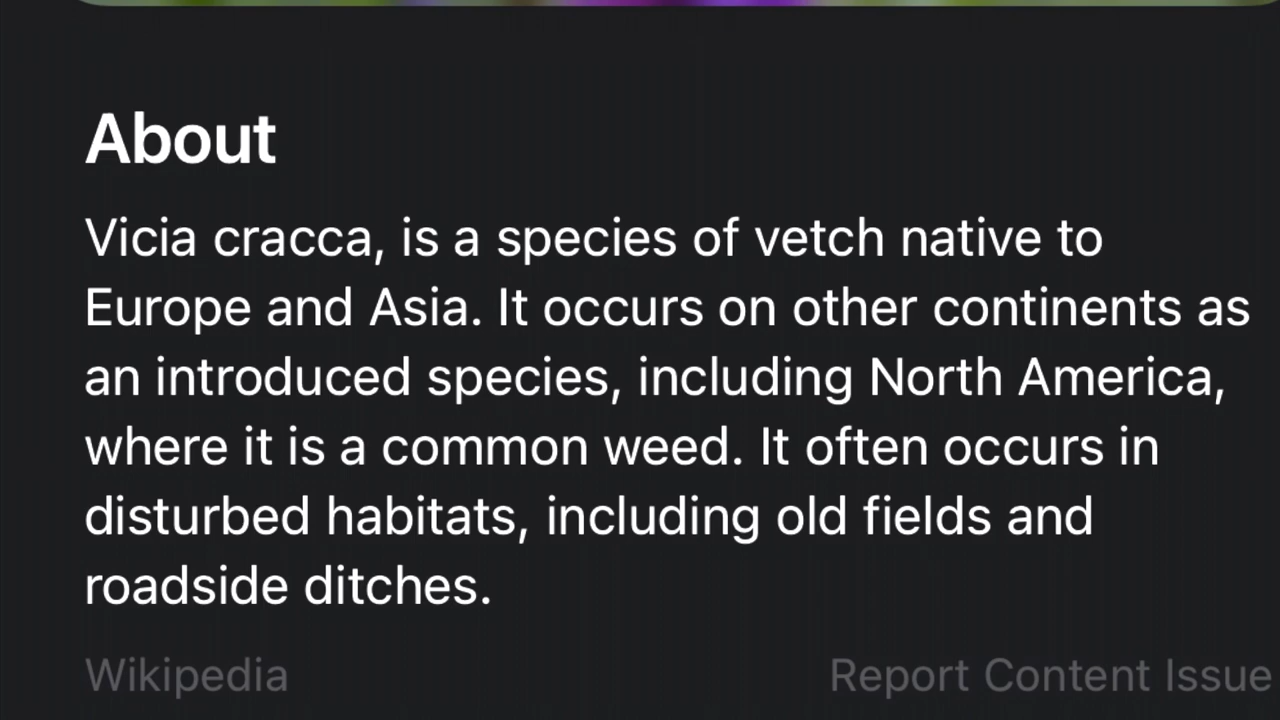 About
Vicia cracca, is a species of vetch native to
Europe and Asia. It occurs on other continents as
an introduced species, including North America,
where it is a common weed. It often occurs in
disturbed habitats, including old fields and
roadside ditches.
Wikipedia
Report Content Issue